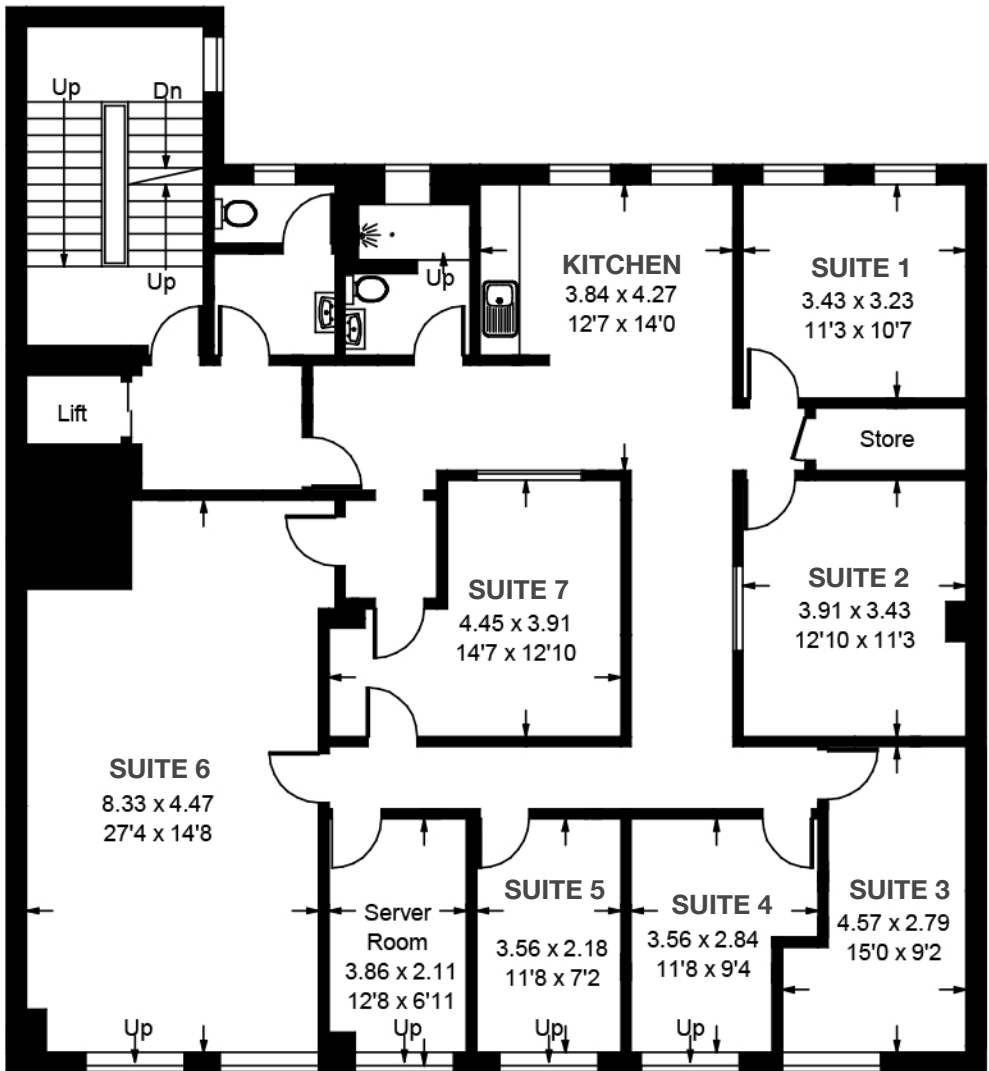 Up
Dn
Up
Up
KITCHEN
3.84 x 4.27
12'7 x 14'0
SUITE 1
3.43 x 3.23
11'3 x 10'7
Lift
Store
SUITE 7
4.45 x 3.91
14'7 x 12'10
SUITE 2
3.91 x 3.43
12'10 x 11'3
SUITE 6
8.33 x 4.47
27'4 x 14'8
Server
Room
3.86 x 2.11
12'8 x 6'11
SUITE 5
3.56 x 2.18
11'8 x 7'2
SUITE 4
3.56 x 2.84
11'8 x 9'4
SUITE 3
4.57 x 2.79
15'0 x 9'2
Up
Up
Up
Up